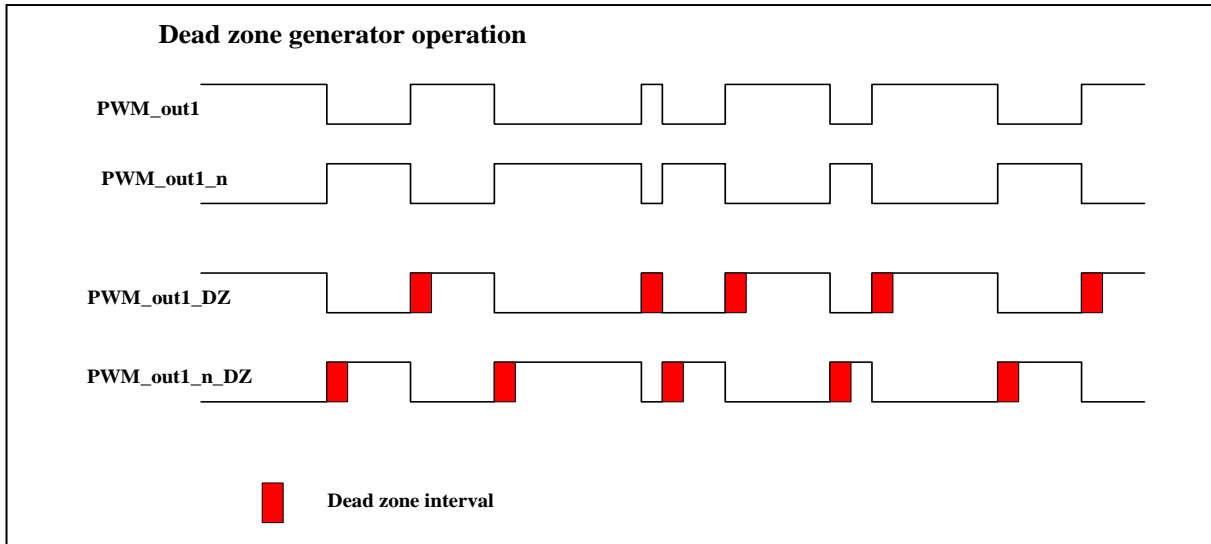 Dead zone generator operation
PWM_out1
PWM_out1_n
PWM_out1_DZ
PWM_out1_n_DZ
Dead zone interval